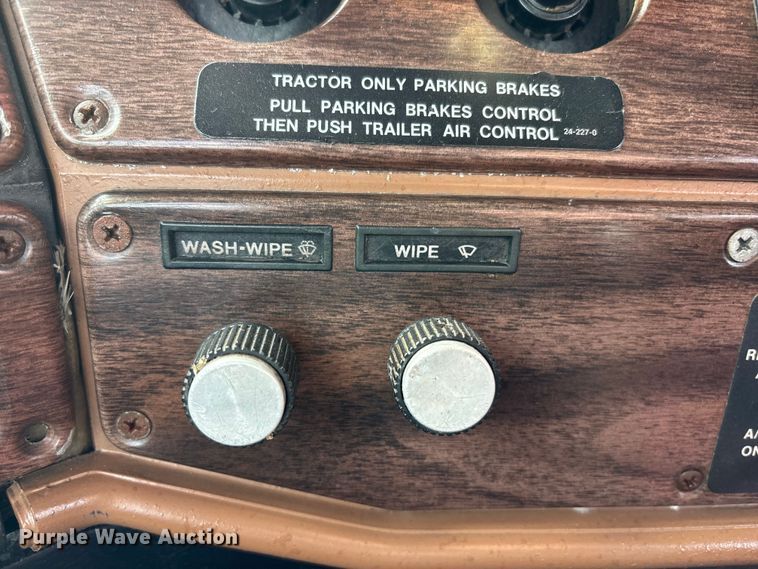 TRACTOR ONLY PARKING BRAKES
PULL PARKING BRAKES CONTROL
THEN PUSH TRAILER AIR CONTROL 24-227-0
WASH-WIPE
WIPE
A/
ON
Purple Wave Auction